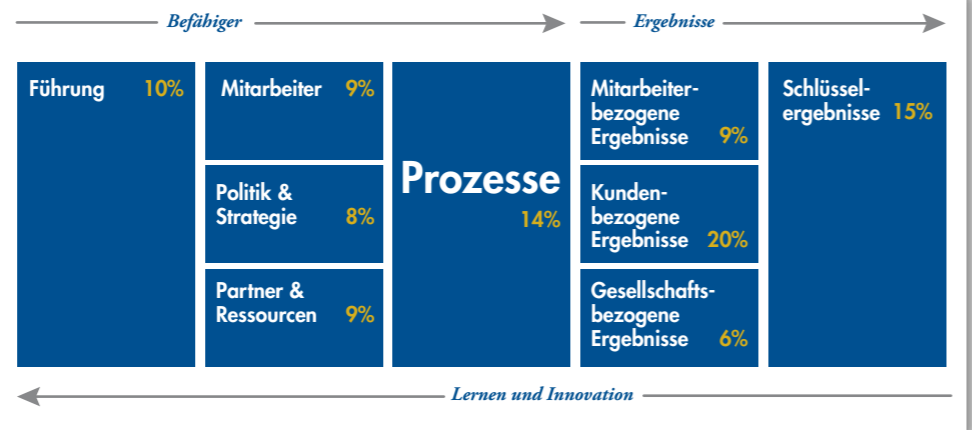 Befähiger
Ergebnisse
Führung 10%
Mitarbeiter 9%
Politik &
Strategie 8%
Partner &
Ressourcen 9%
Prozesse
14%
Mitarbeiter-
bezogene
Ergebnisse 9%
Kunden-
bezogene
Ergebnisse 20%
Gesellschafts-
bezogene
Ergebnisse 6%
Schlüssel-
ergebnisse 15%
Lernen und Innovation